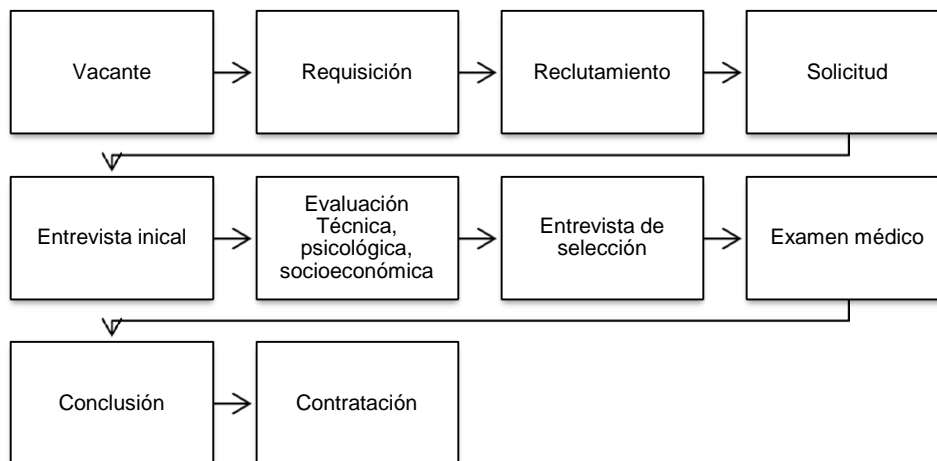 Vacante
Requisición
Reclutamiento
Solicitud
Entrevista inical
Evaluación
Técnica,
psicológica,
socioeconómica
Entrevista de
selección
Examen médico
Conclusión
Contratación